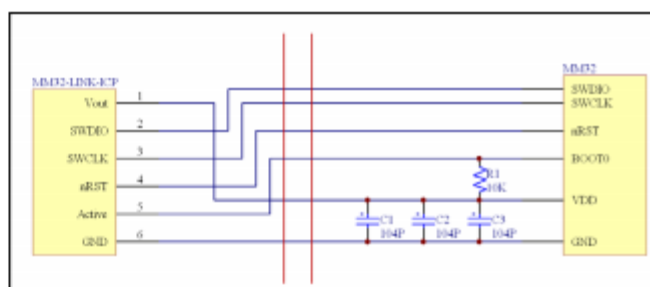 MM32-LINK-ICP
Vout 1
SWDIO 2
SWCLK 3
nRST 4
Active 5
GND 6
C1
104P
C2
104P
C3
104P
R1
10K
MM32
SWDIO
SWCLK
nRST
BOOT0
VDD
GND